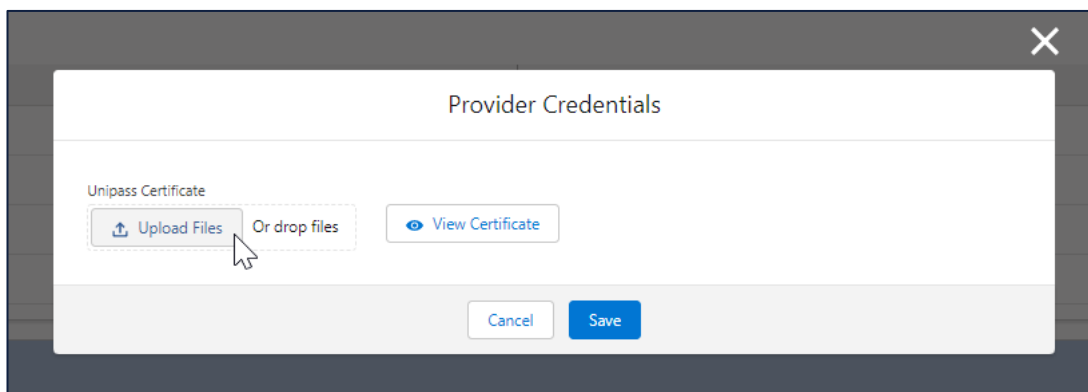 Provider Credentials
Unipass Certificate
Upload Files Or drop files View Certificate
Cancel Save